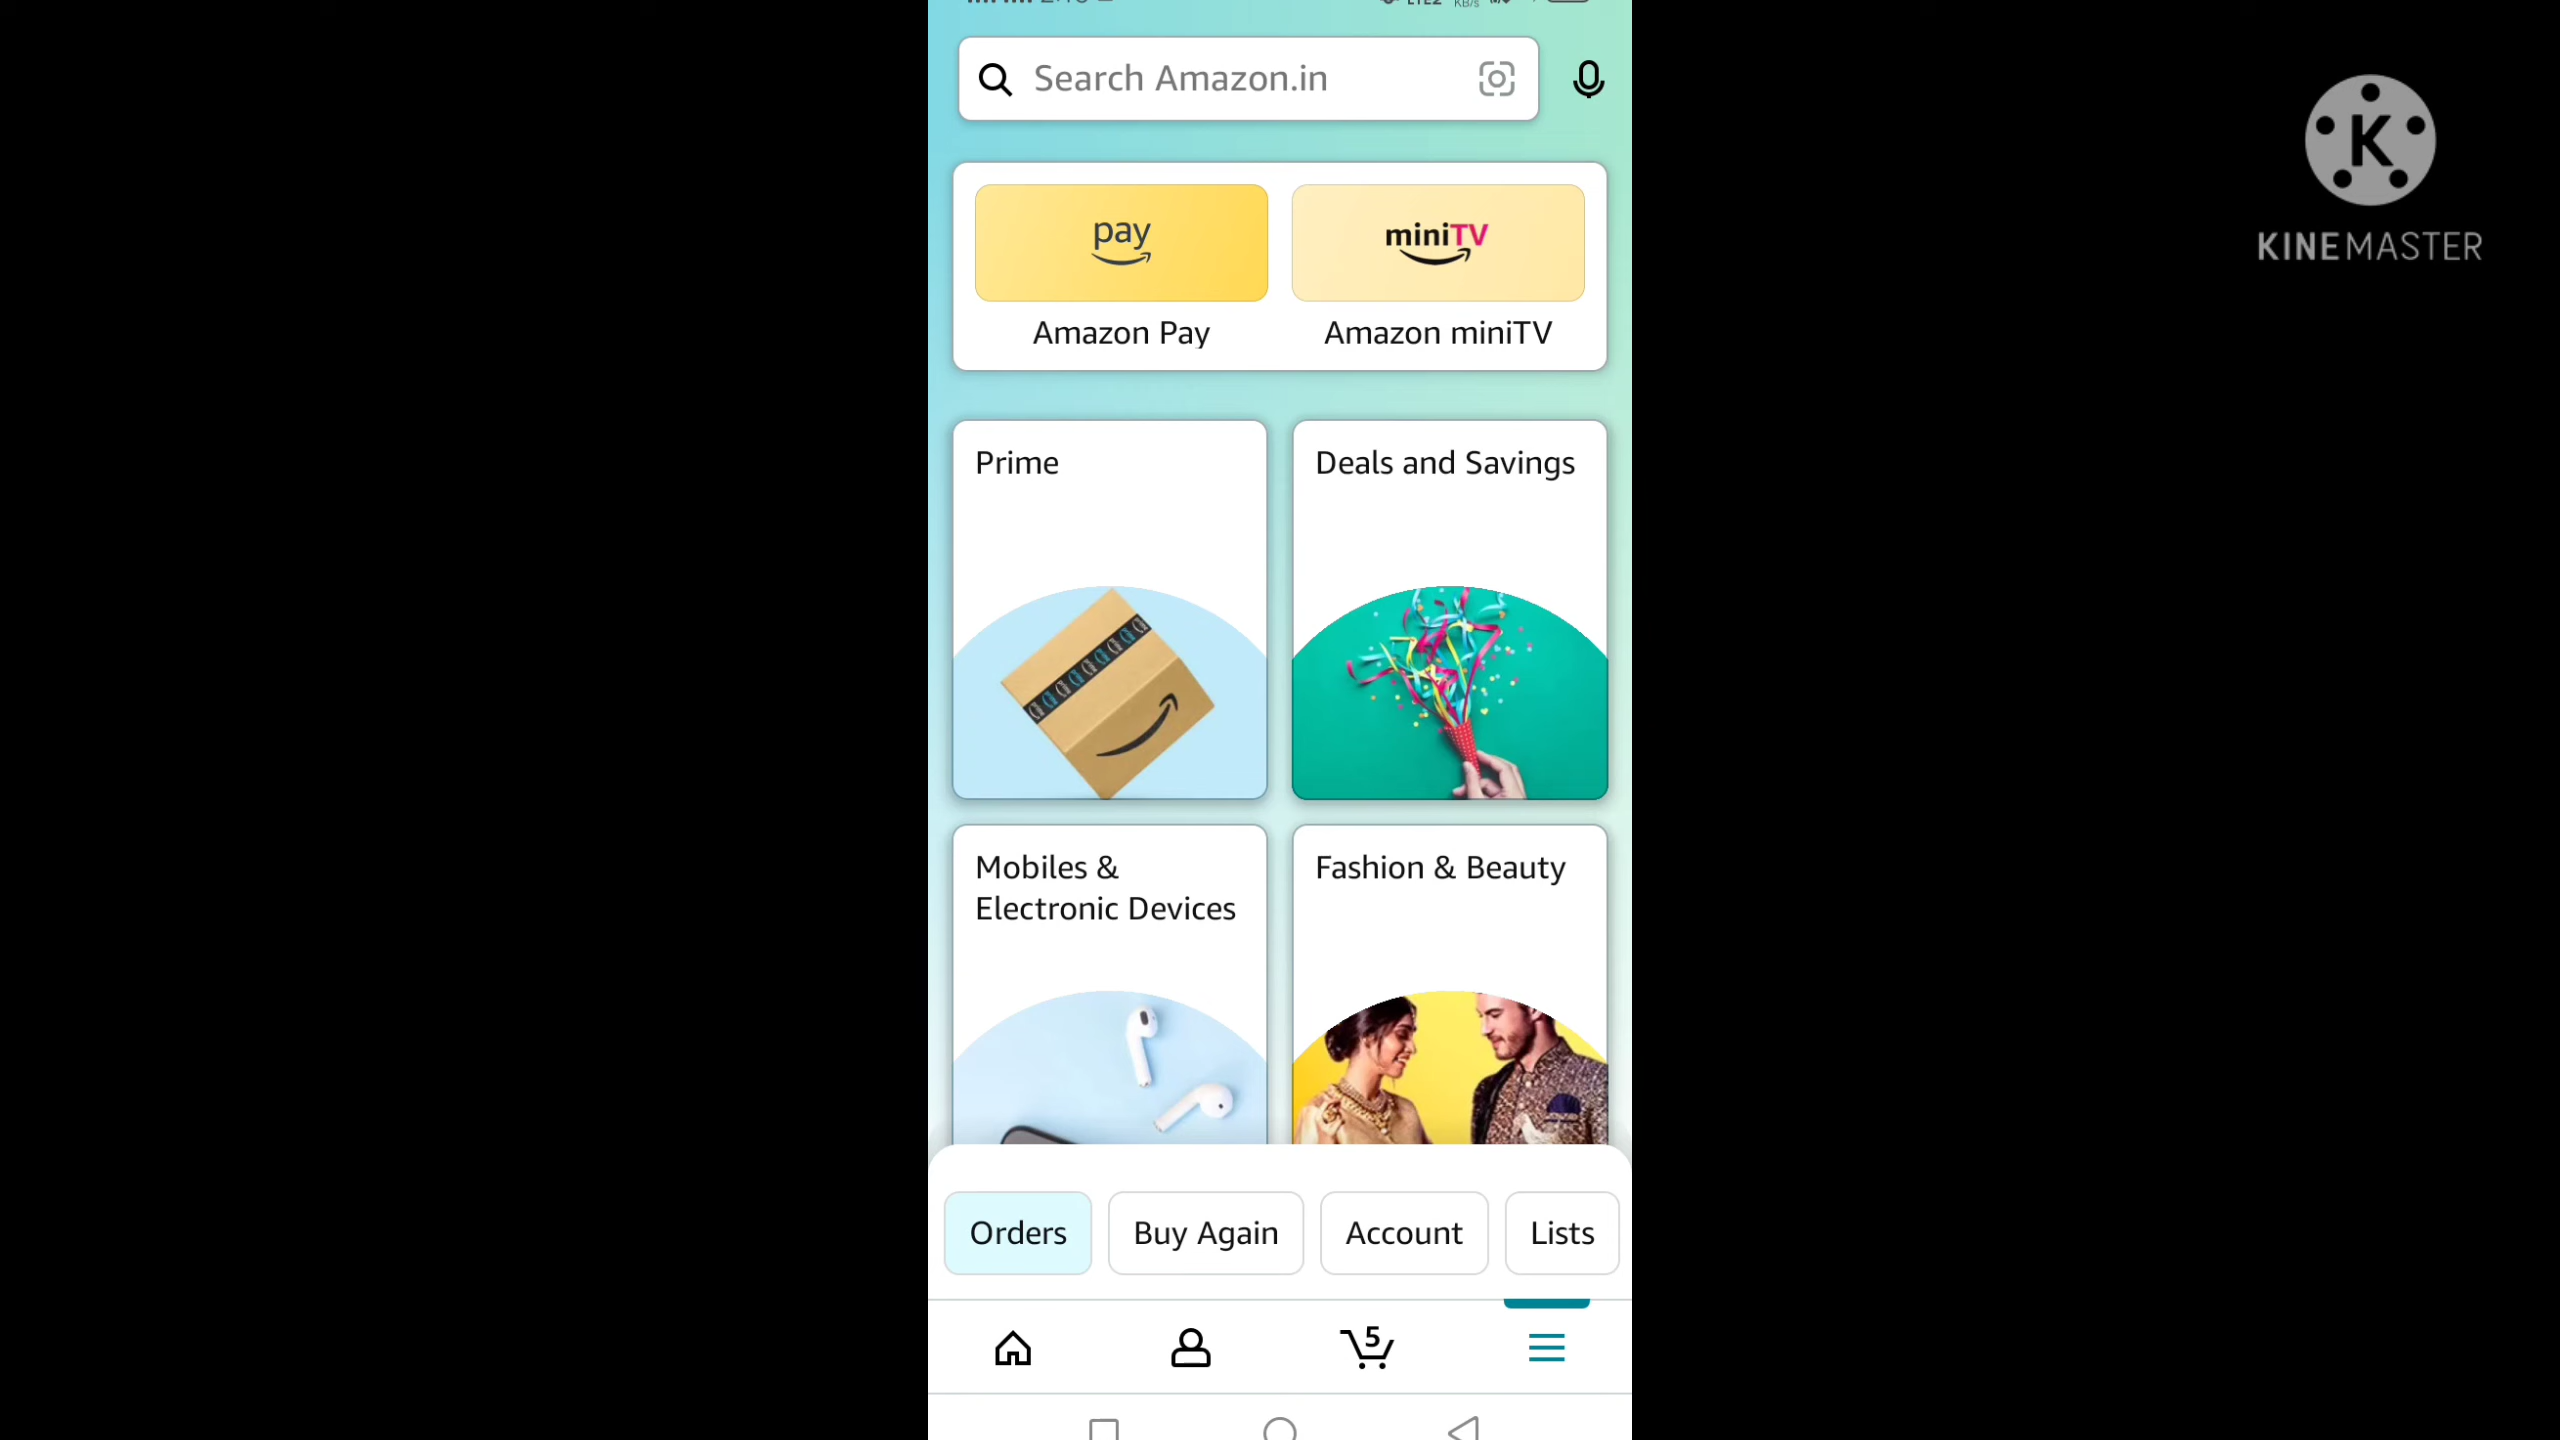 Search Amazon.in
KINEMASTER
pay
miniTV
Amazon Pay
Amazon miniTV
Prime
Deals and Savings
Mobiles &
Electronic Devices
Fashion & Beauty
Orders
Buy Again
Account
Lists
5